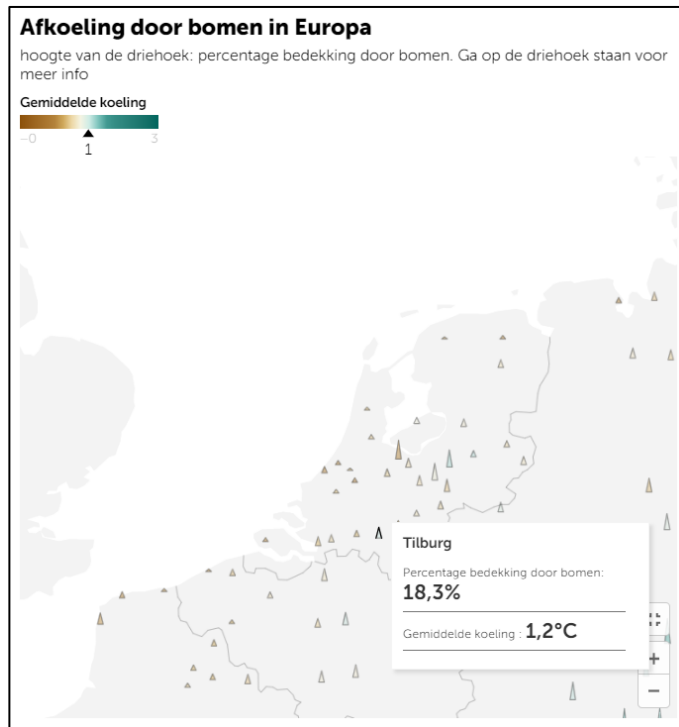 Afkoeling door bomen in Europa
hoogte van de driehoek: percentage bedekking door bomen. Ga op de driehoek staan voor
meer info
Gemiddelde koeling
−0 3
1
Tilburg
Percentage bedekking door bomen:
18,3%
Gemiddelde koeling : 1,2°C
+
−